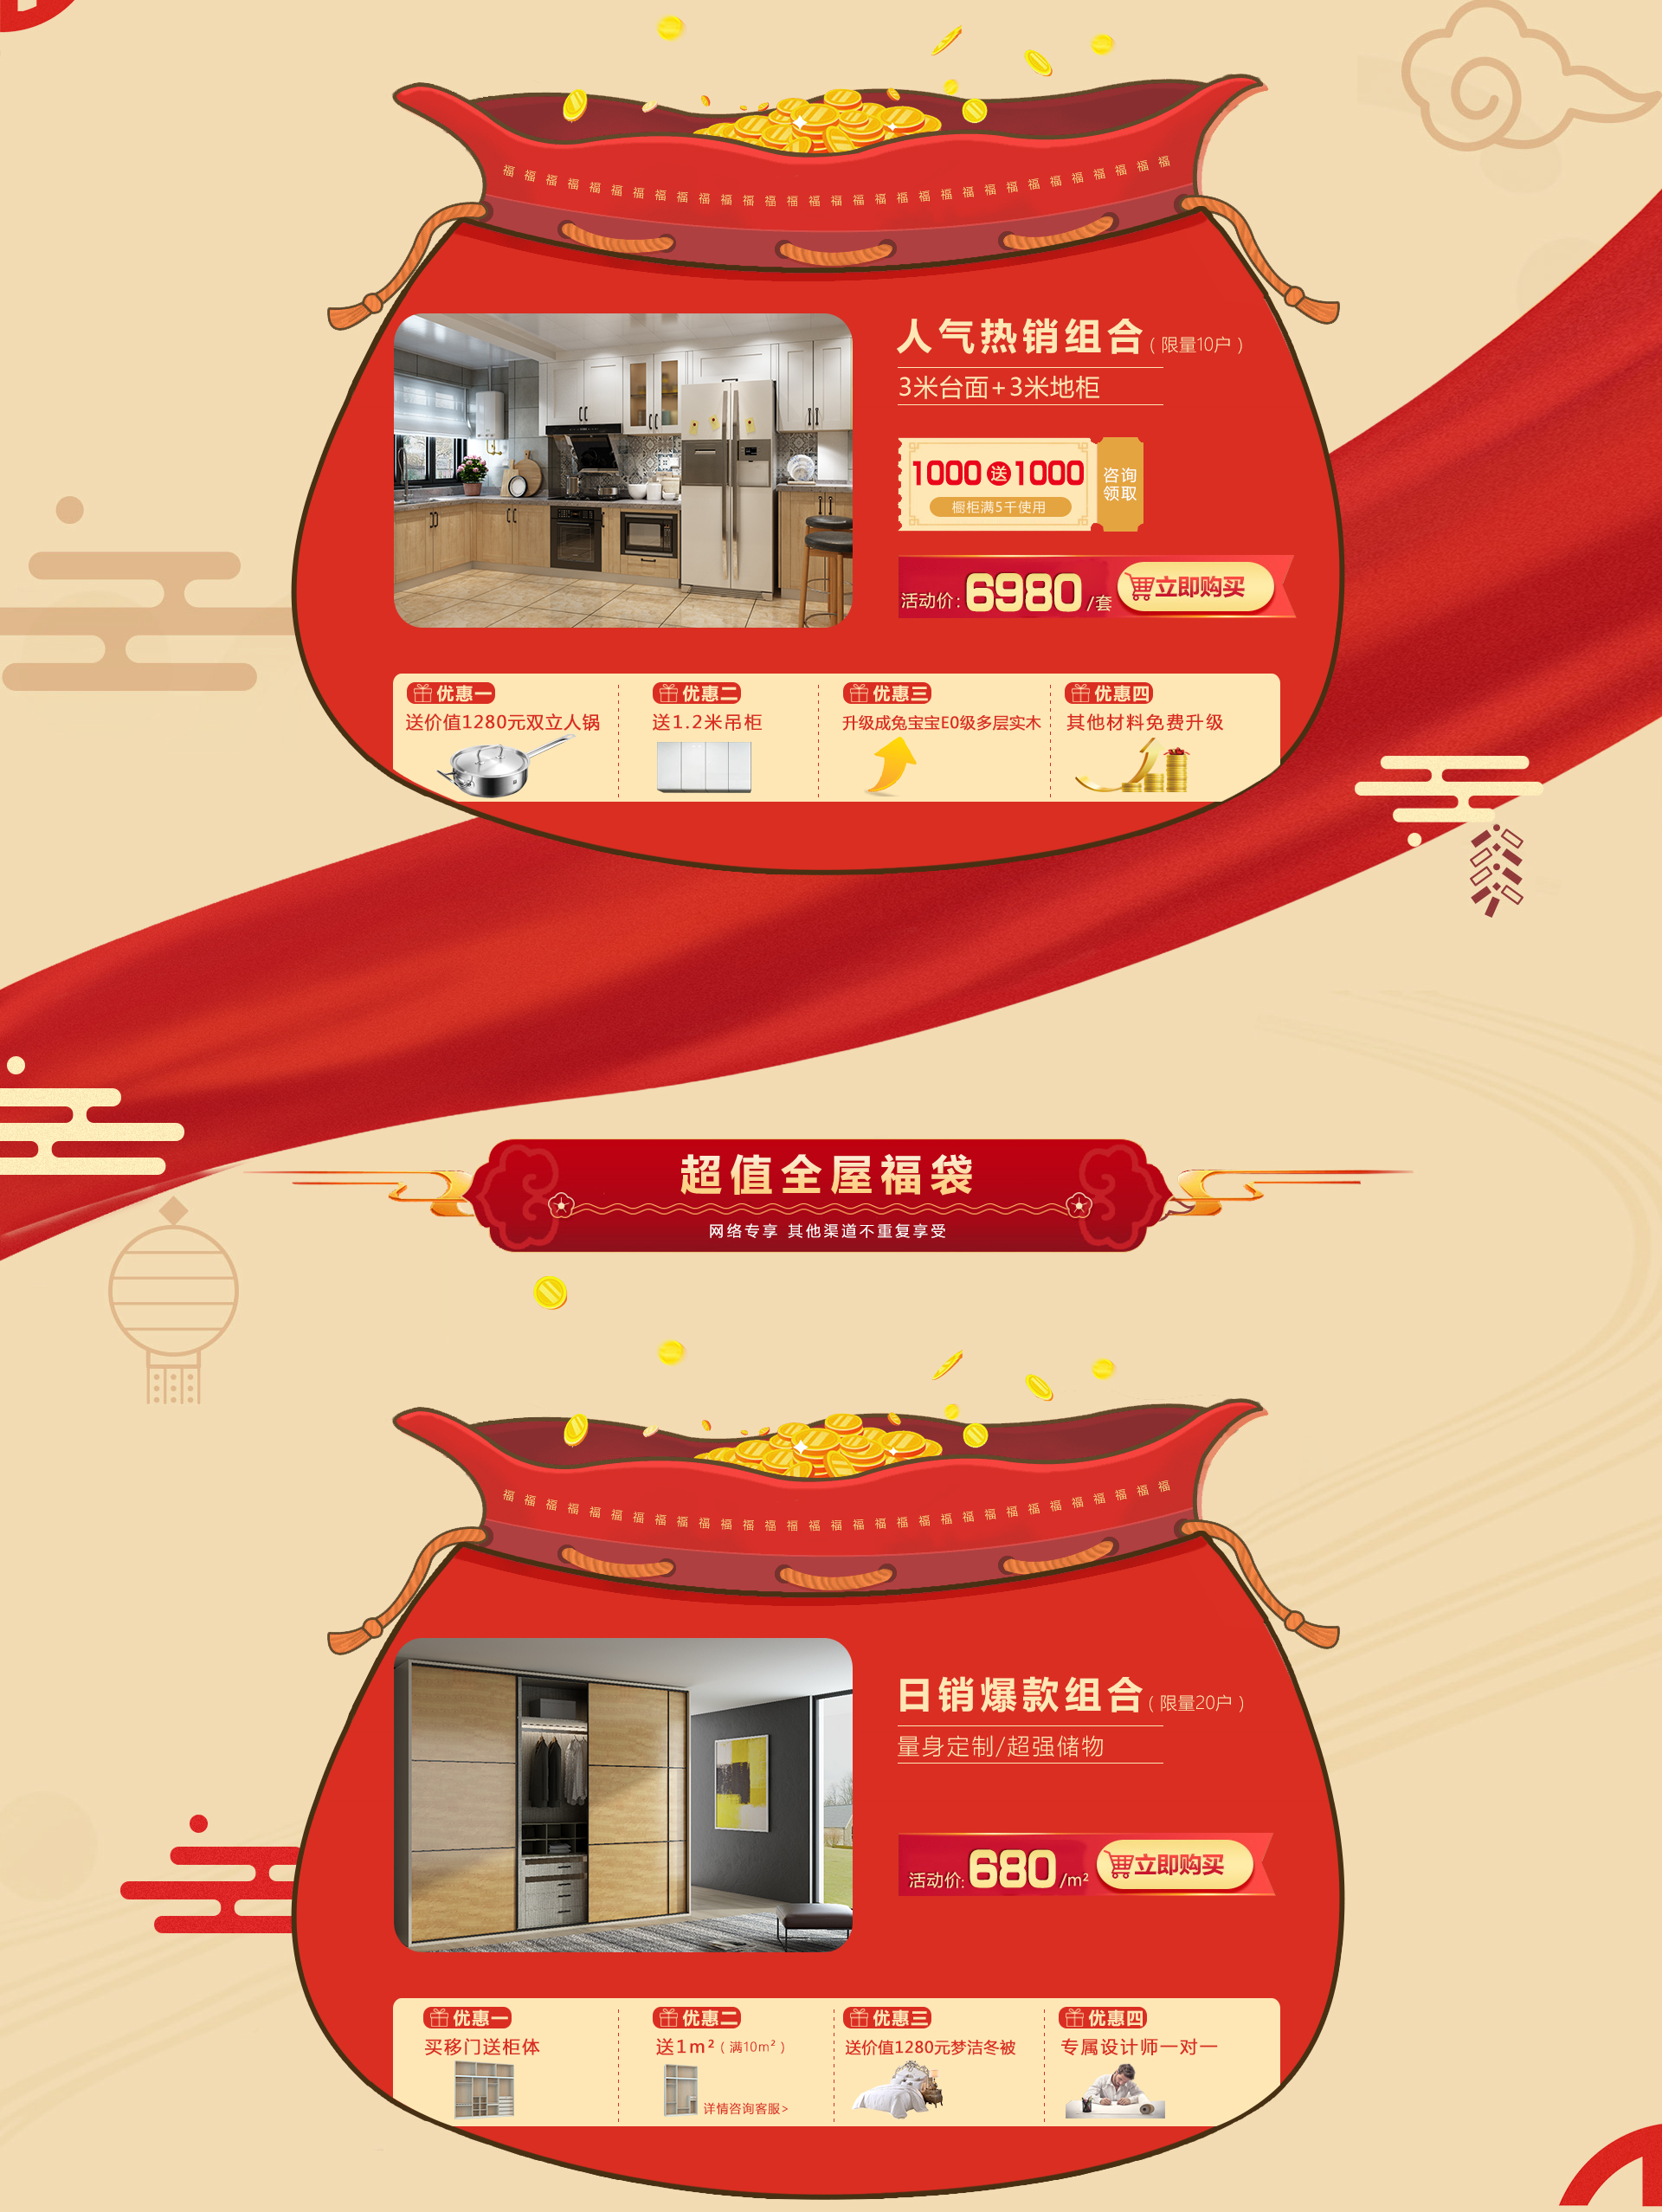 福福福福福福福福福福福福福福福福福福福福福福福福福福福福福福福
人气热销组合(限量10户)
3米台面+3米地柜
1000送1000
橱柜满5千使用
咨询
领取
活动价:6980/套
立即购买
优惠一
送价值1280元双立人锅
优惠二
送1.2米吊柜
优惠三
升级成兔宝宝E0级多层实木
优惠四
其他材料免费升级
超值全屋福袋
网络专享 其他渠道不重复享受
福福福福福福福福福福福福福福福福福福福福福福福福福福福福福福福
日销爆款组合(限量20户)
量身定制/超强储物
活动价:680/m²
立即购买
优惠一
买移门送柜体
优惠二
送1m²(满10m²)
详情咨询客服>
优惠三
送价值1280元梦洁冬被
优惠四
专属设计师一对一